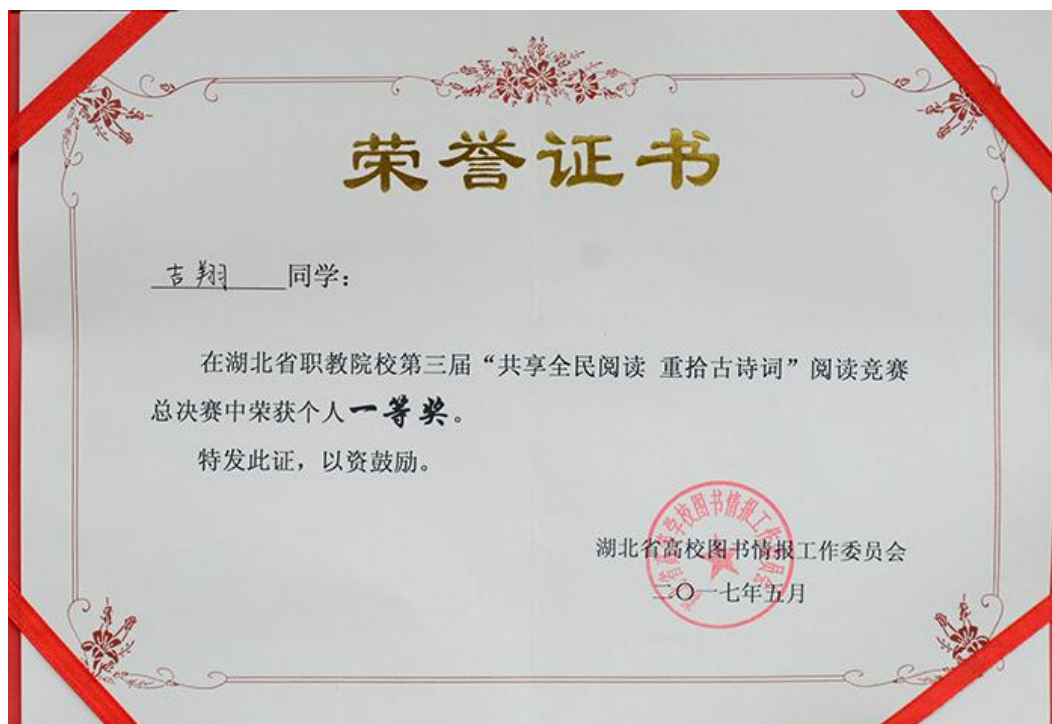 荣誉证书
吉翔 同学：
在湖北省职教院校第三届“共享全民阅读 重拾古诗词”阅读竞赛
总决赛中荣获个人一等奖。
特发此证，以资鼓励。
湖北省高校图书情报工作委员会
二〇一七年五月